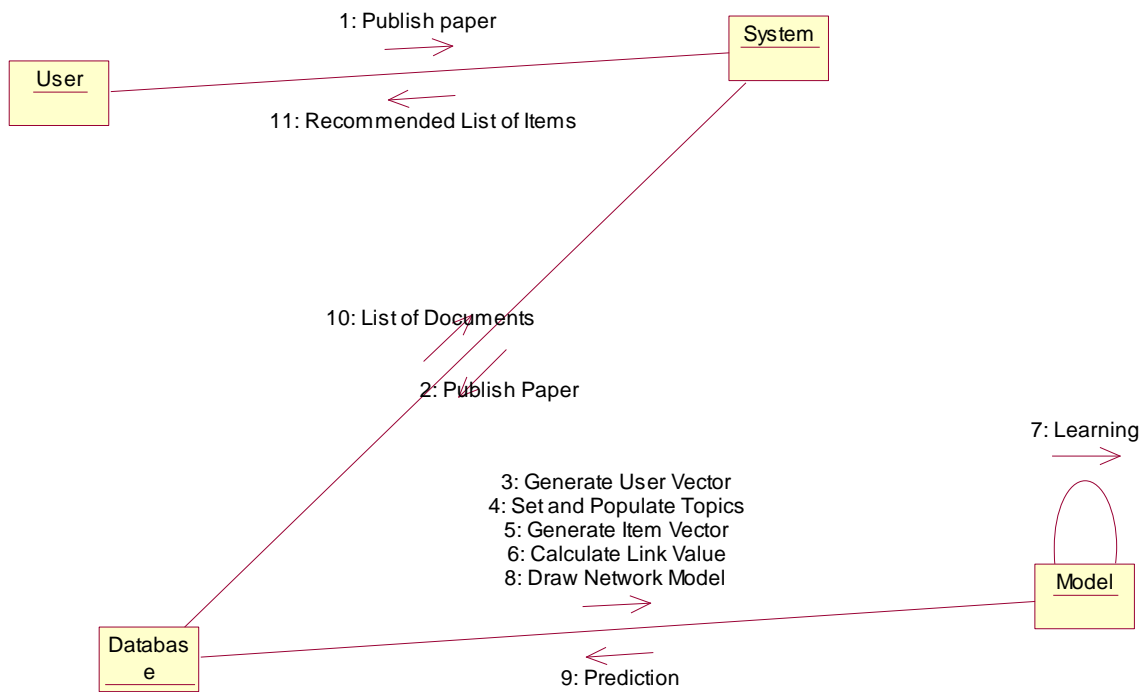 1: Publish paper
System
User
11: Recommended List of Items
10: List of Documents
2: Publish Paper
7: Learning
3: Generate User Vector
4: Set and Populate Topics
5: Generate Item Vector
6: Calculate Link Value
8: Draw Network Model
Model
Databas
e
9: Prediction